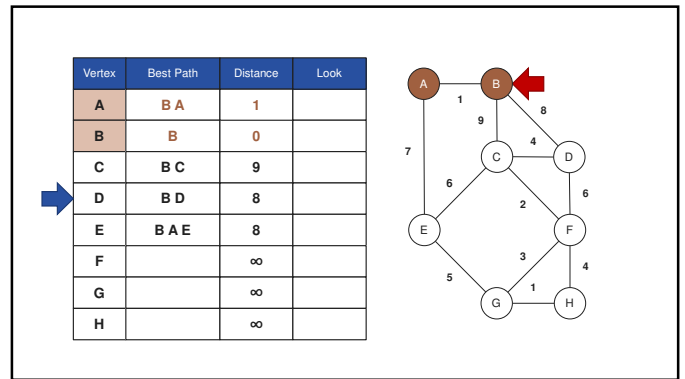 Vertex Best Path Distance Look
A B A 1
B B 0
C B C 9
D B D 8
E B A E 8
F ∞
G ∞
H ∞
A B
1 8
9
4
7 C D
6 6
2
E F
3
5 4
1
G H